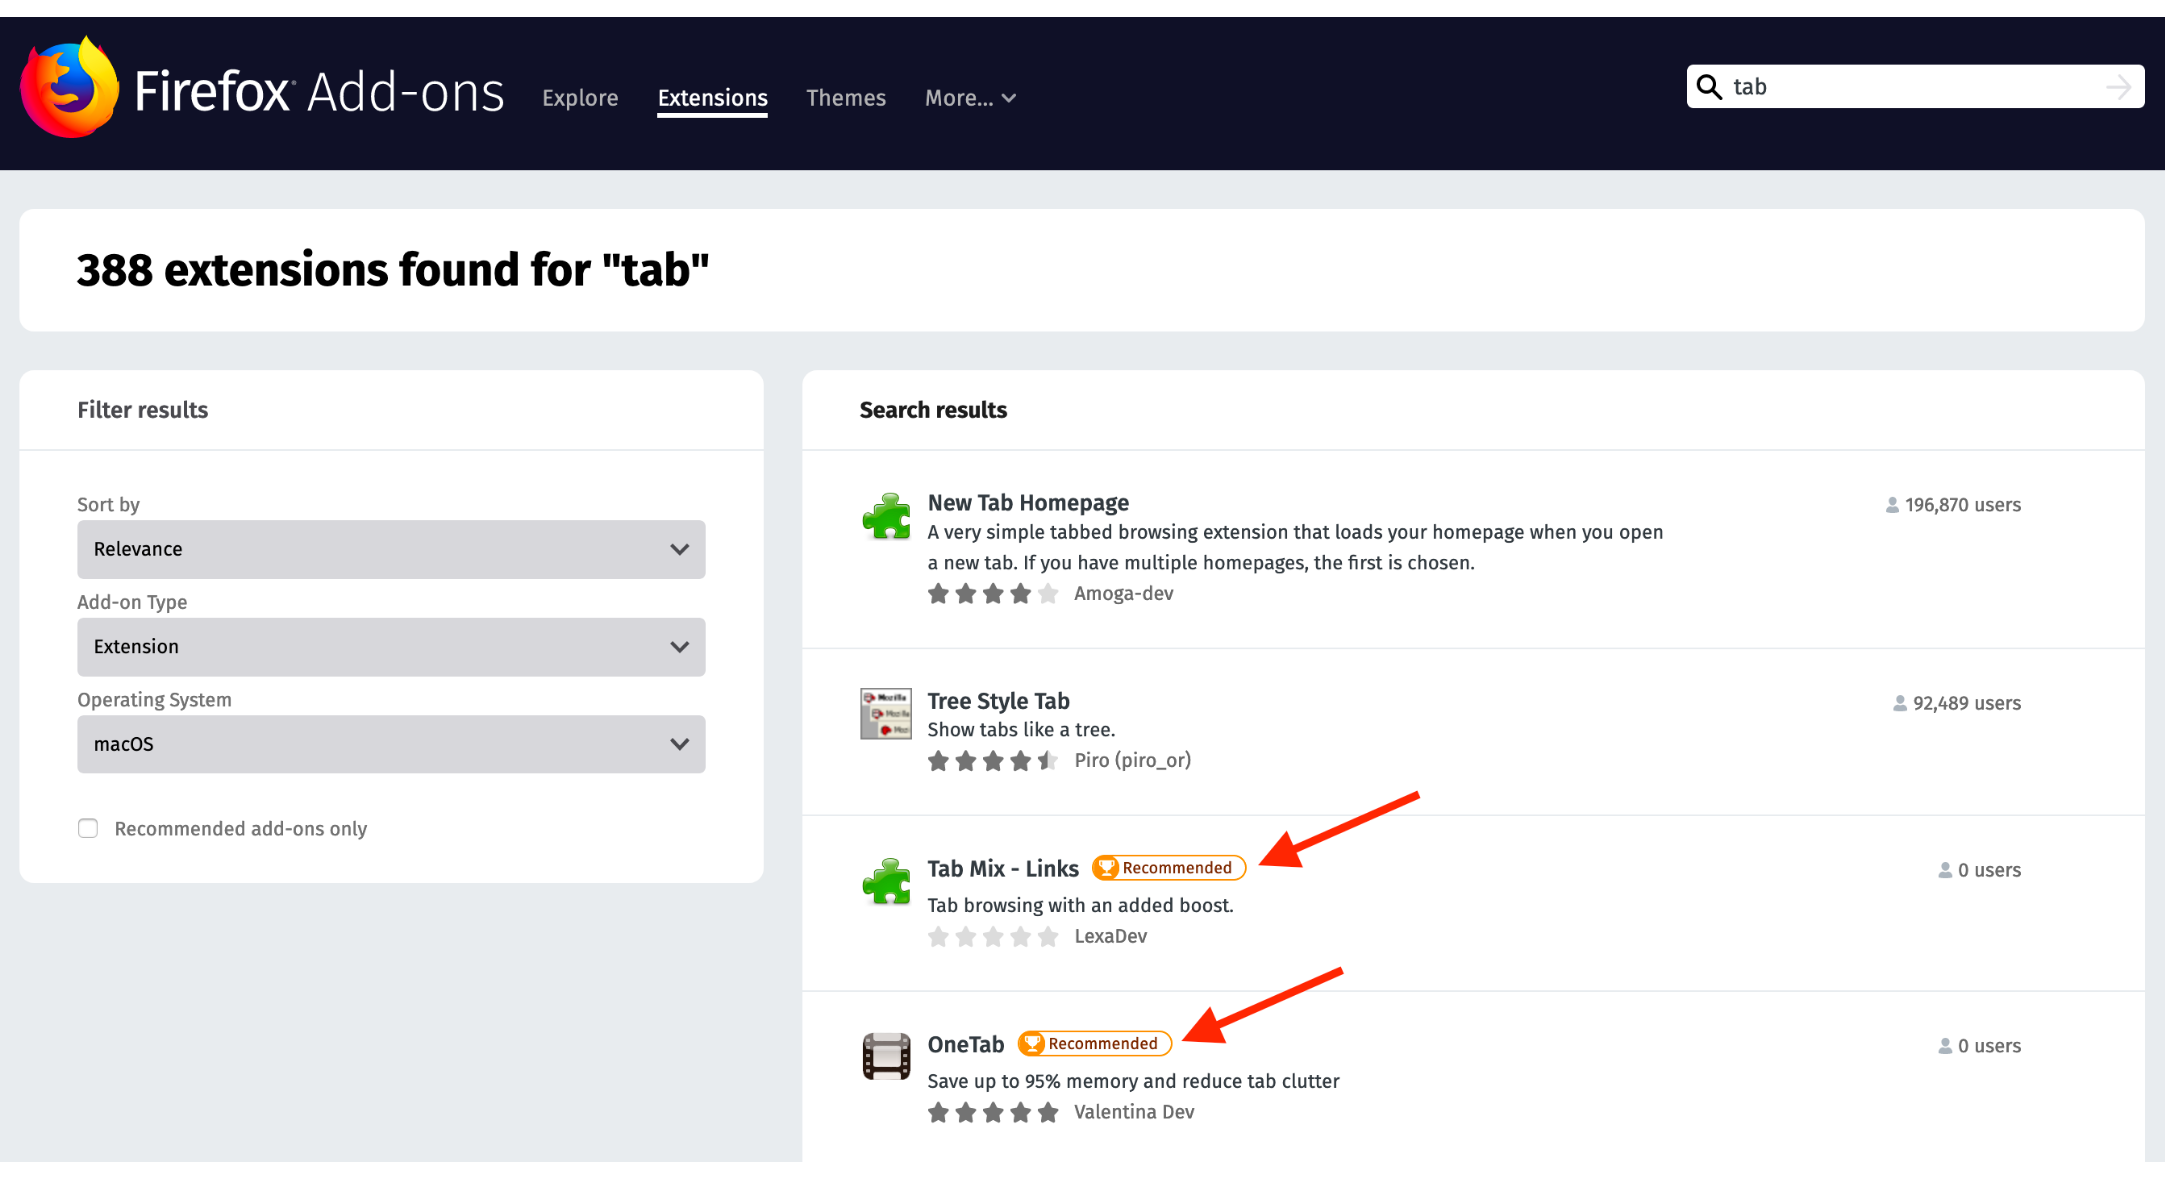 Firefox Add-ons
Explore
Extensions
Themes
More...
tab
388 extensions found for "tab"
Filter results
Sort by
Relevance
Add-on Type
Extension
Operating System
macOS
Recommended add-ons only
Search results
New Tab Homepage
196,870 users
A very simple tabbed browsing extension that loads your homepage when you open
a new tab. If you have multiple homepages, the first is chosen.
Amoga-dev
Mozilla
Tree Style Tab
92,489 users
Show tabs like a tree.
Piro (piro_or)
Tab Mix - Links
Recommended
0 users
Tab browsing with an added boost.
LexaDev
OneTab
Recommended
0 users
Save up to 95% memory and reduce tab clutter
Valentina Dev